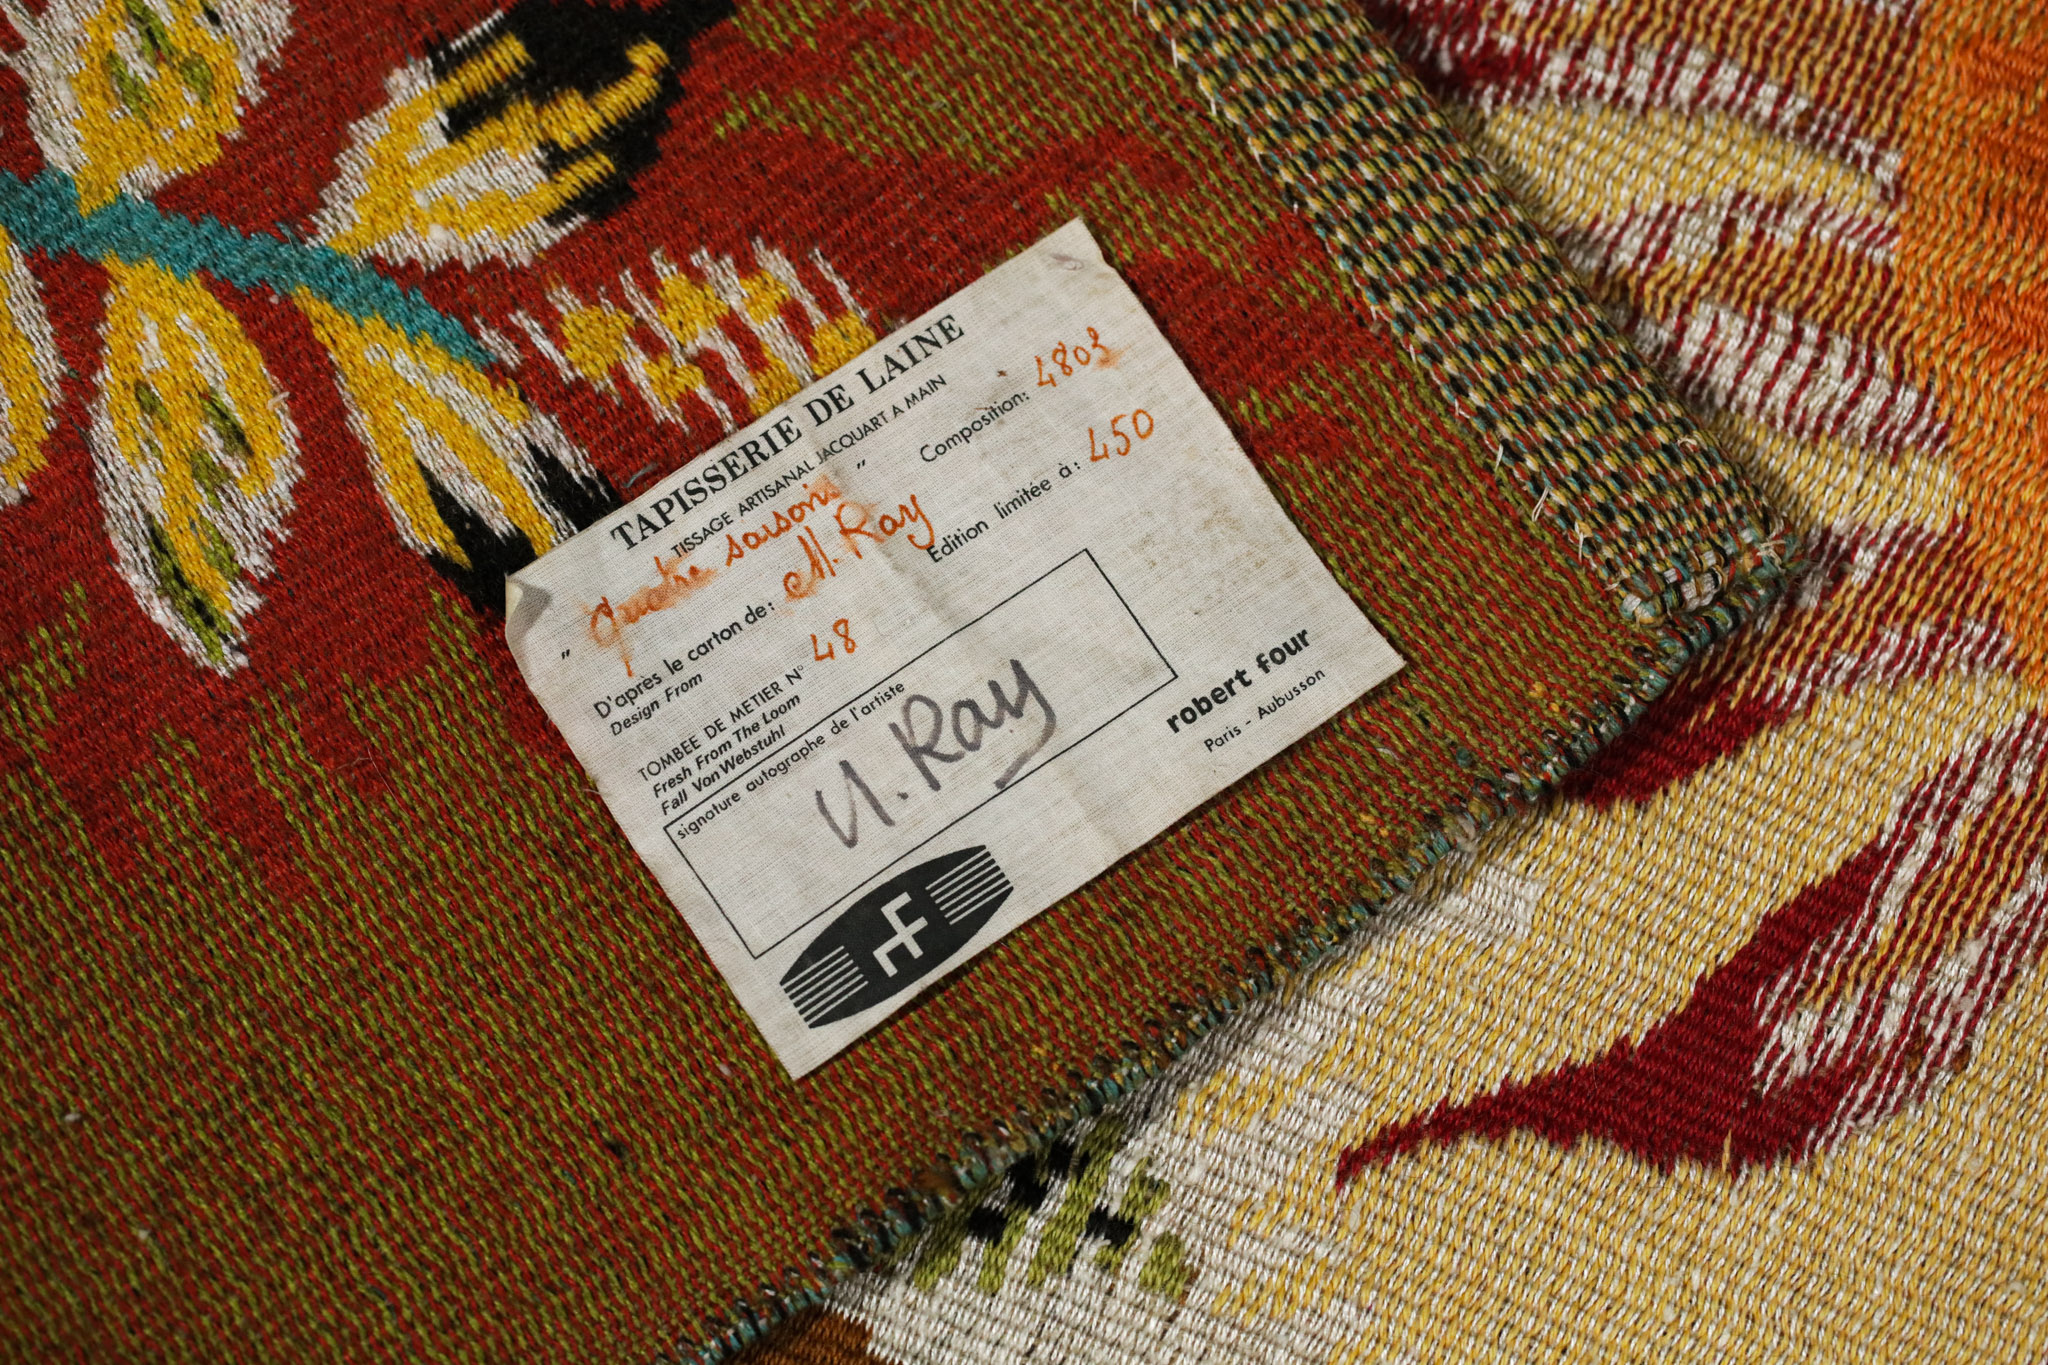 TAPISSERIE DE LAINE
TISSAGE ARTISANAL JACQUART A MAIN
" Quatre saisons " Composition: 4803
D'après le carton de: M. Ray Edition limitée à: 450
Design From
TOMBEE DE METIER N° 48
Fresh From The Loom
Fall Von Webstuhl
signature autographe de l'artiste
M. Ray
robert four
Paris - Aubusson